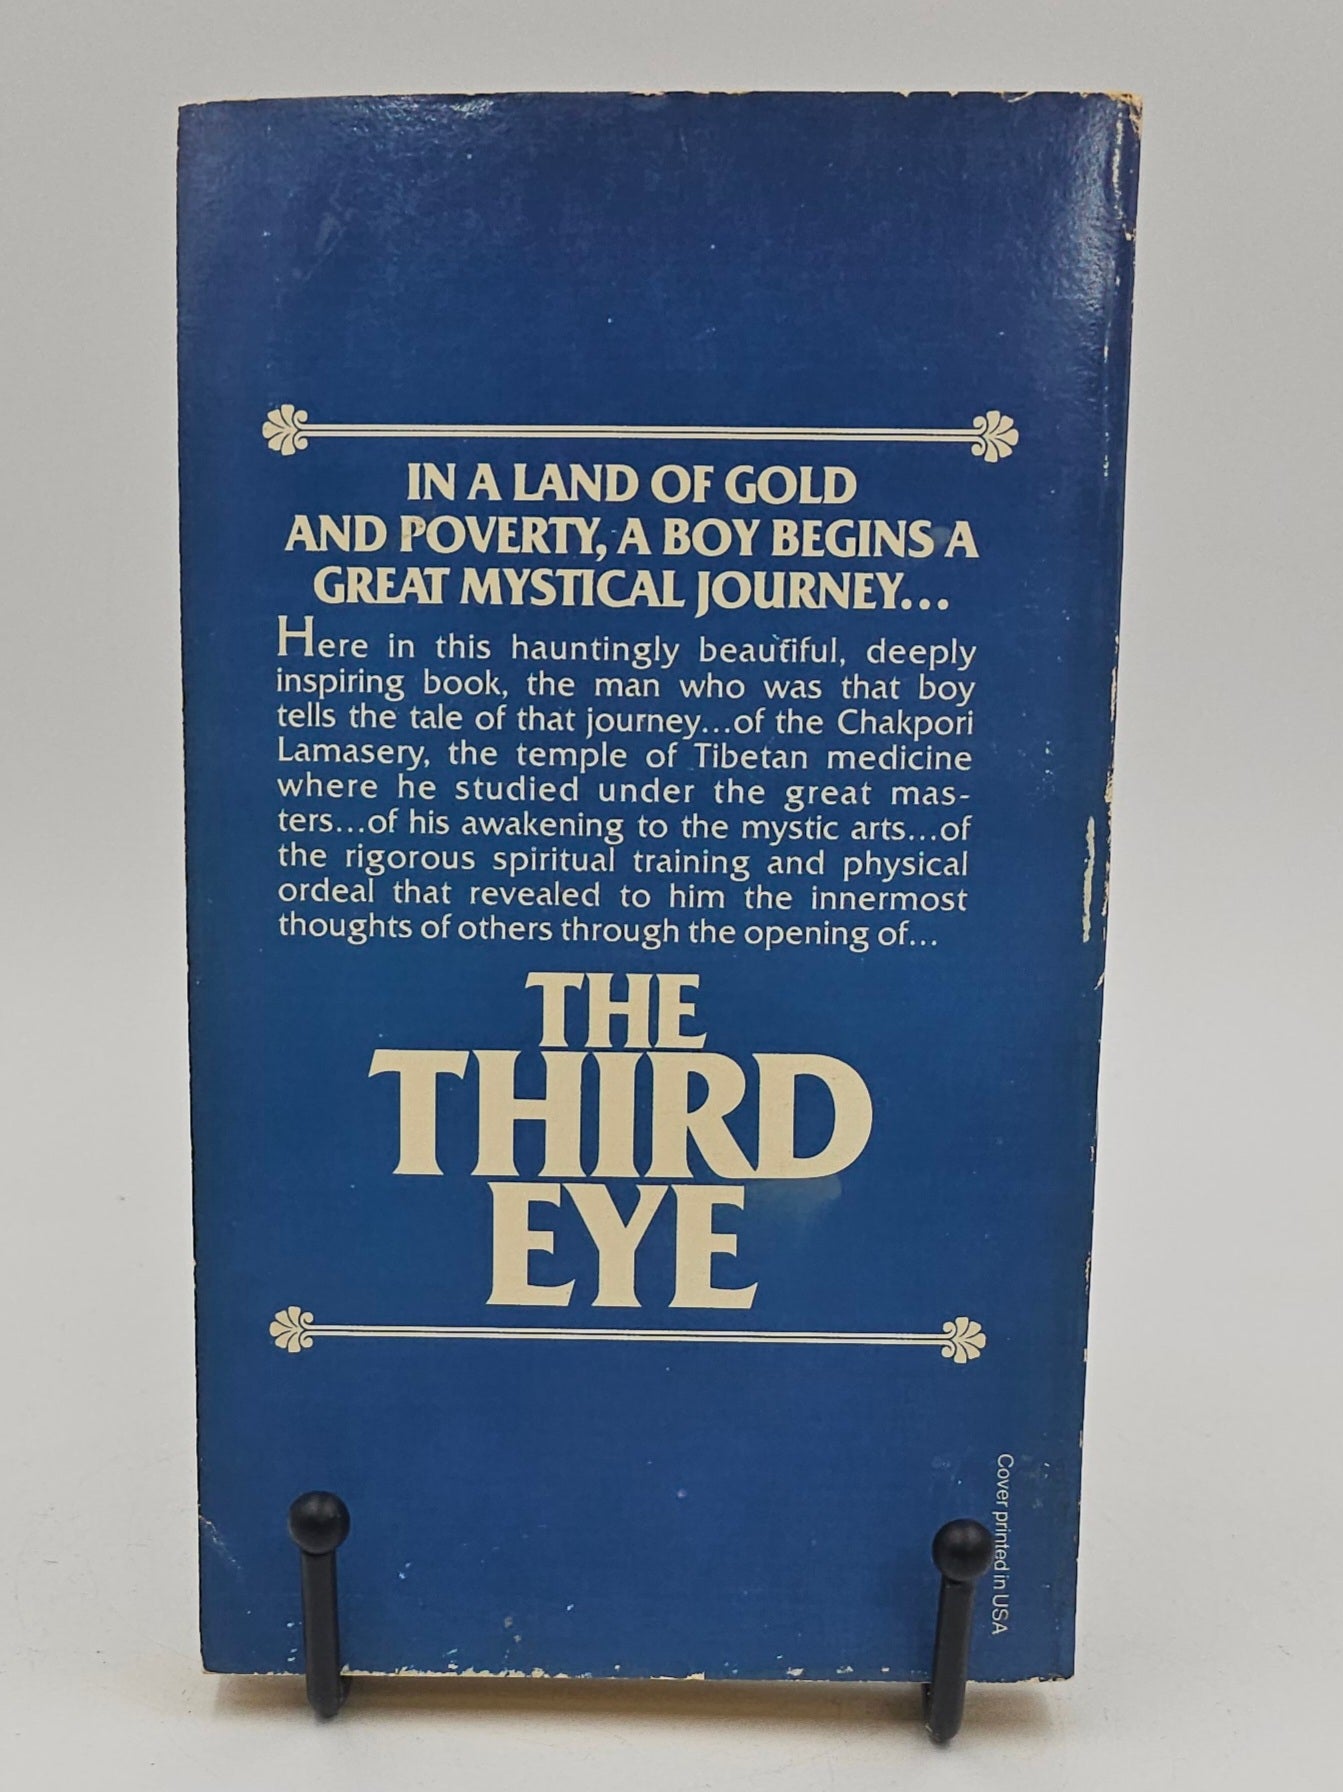 IN A LAND OF GOLD
AND POVERTY, A BOY BEGINS A
GREAT MYSTICAL JOURNEY...
Here in this hauntingly beautiful, deeply
inspiring book, the man who was that boy
tells the tale of that journey...of the Chakpori
Lamasery, the temple of Tibetan medicine
where he studied under the great mas-
ters...of his awakening to the mystic arts...of
the rigorous spiritual training and physical
ordeal that revealed to him the innermost
thoughts of others through the opening of...
THE
THIRD
EYE
Cover printed in USA